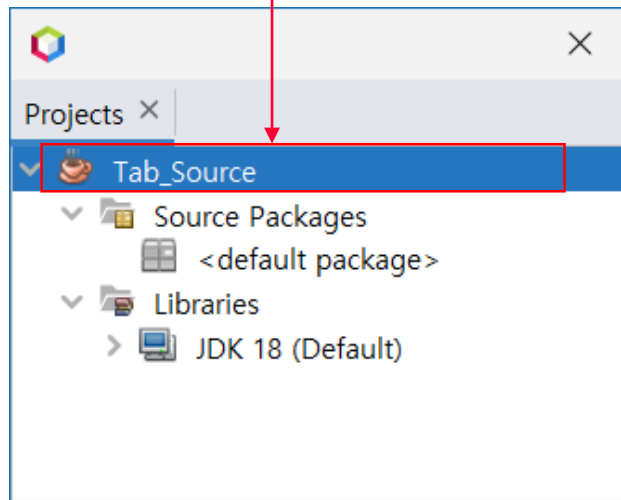 Projects
Tab_Source
Source Packages
<default package>
Libraries
JDK 18 (Default)